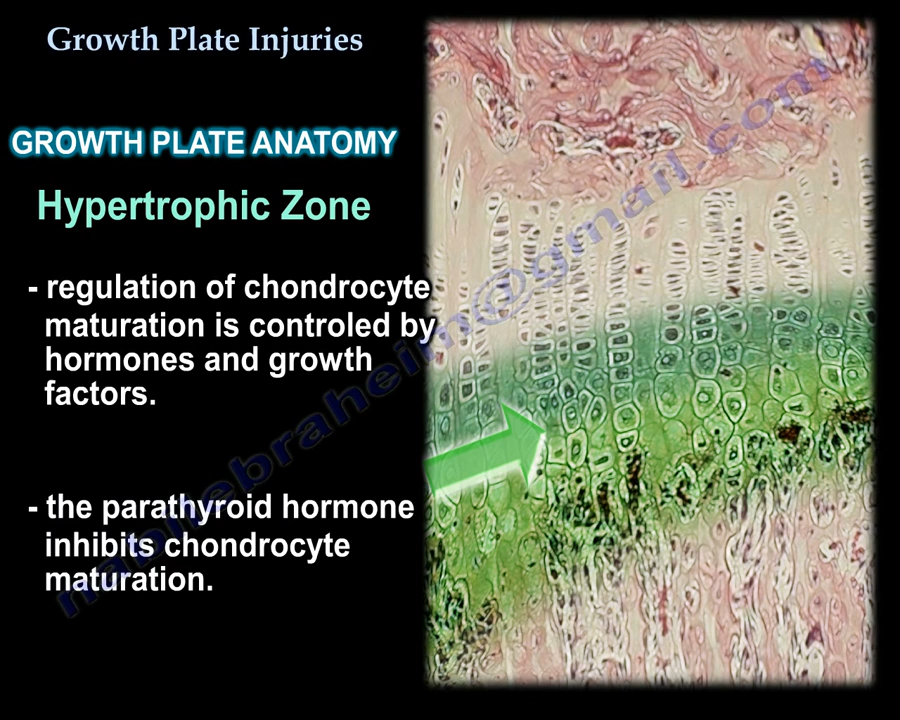 Growth Plate Injuries
GROWTH PLATE ANATOMY
Hypertrophic Zone
- regulation of chondrocyte
maturation is controled by
hormones and growth
factors.
- the parathyroid hormone
inhibits chondrocyte
maturation.
nabilebraheim@gmail.com